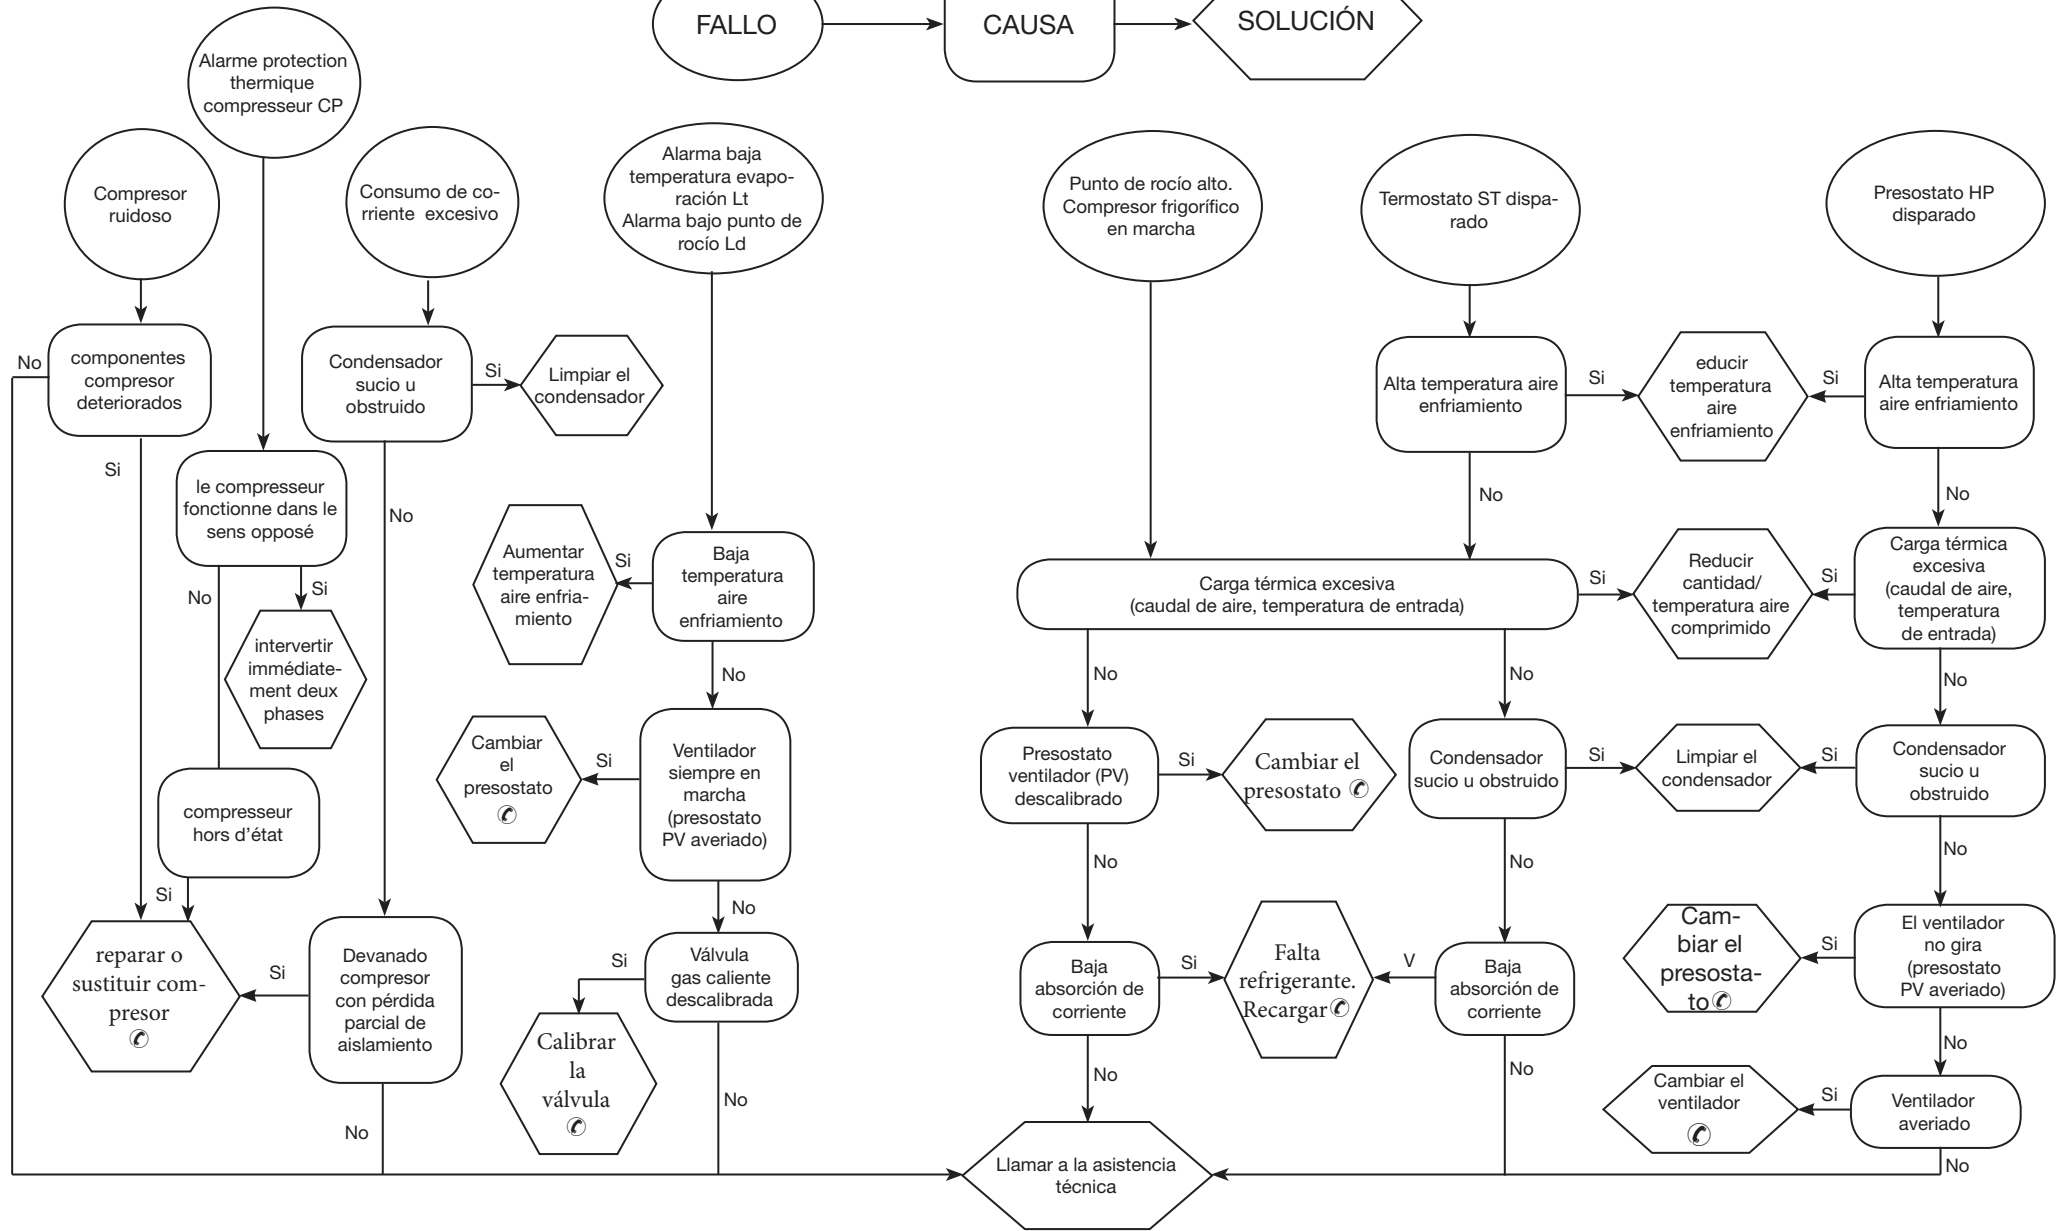 FALLO
CAUSA
SOLUCIÓN
Alarme protection
thermique
compresseur CP
Compresor
ruidoso
Consumo de co-
rriente excesivo
Alarma baja
temperatura evapo-
ración Lt
Alarma bajo punto de
rocío Ld
Punto de rocío alto.
Compresor frigorífico
en marcha
Termostato ST dispa-
rado
Presostato HP
disparado
No
componentes
compresor
deteriorados
Si
Condensador
sucio u
obstruido
Si
Limpiar el
condensador
No
le compresseur
fonctionne dans le
sens opposé
No
Si
intervertir
immédiate-
ment deux
phases
compresseur
hors d'état
Si
reparar o
sustituir com-
presor
✆
Si
Devanado
compresor
con pérdida
parcial de
aislamiento
No
Aumentar
temperatura
aire enfria-
miento
Si
Baja
temperatura
aire
enfriamiento
No
Cambiar
el
presostato
✆
Si
Ventilador
siempre en
marcha
(presostato
PV averiado)
No
Si
Válvula
gas caliente
descalibrada
Calibrar
la
válvula
✆
No
Alta temperatura aire
enfriamiento
Si
educir
temperatura
aire
enfriamiento
Si
Alta temperatura
aire enfriamiento
No
No
Carga térmica excesiva
(caudal de aire, temperatura de entrada)
Si
Reducir
cantidad/
temperatura aire
comprimido
Si
Carga térmica
excesiva
(caudal de aire,
temperatura
de entrada)
No
No
No
Presostato
ventilador (PV)
descalibrado
Si
Cambiar el
presostato ✆
Condensador
sucio u obstruido
Si
Limpiar el
condensador
Si
Condensador
sucio u
obstruido
No
No
No
Baja
absorción de
corriente
Si
Falta
refrigerante.
Recargar✆
V
Baja
absorción de
corriente
Cam-
biar el
presosta-
to✆
Si
El ventilador
no gira
(presostato
PV averiado)
No
No
No
Cambiar el
ventilador
✆
Si
Ventilador
averiado
No
Llamar a la asistencia
técnica